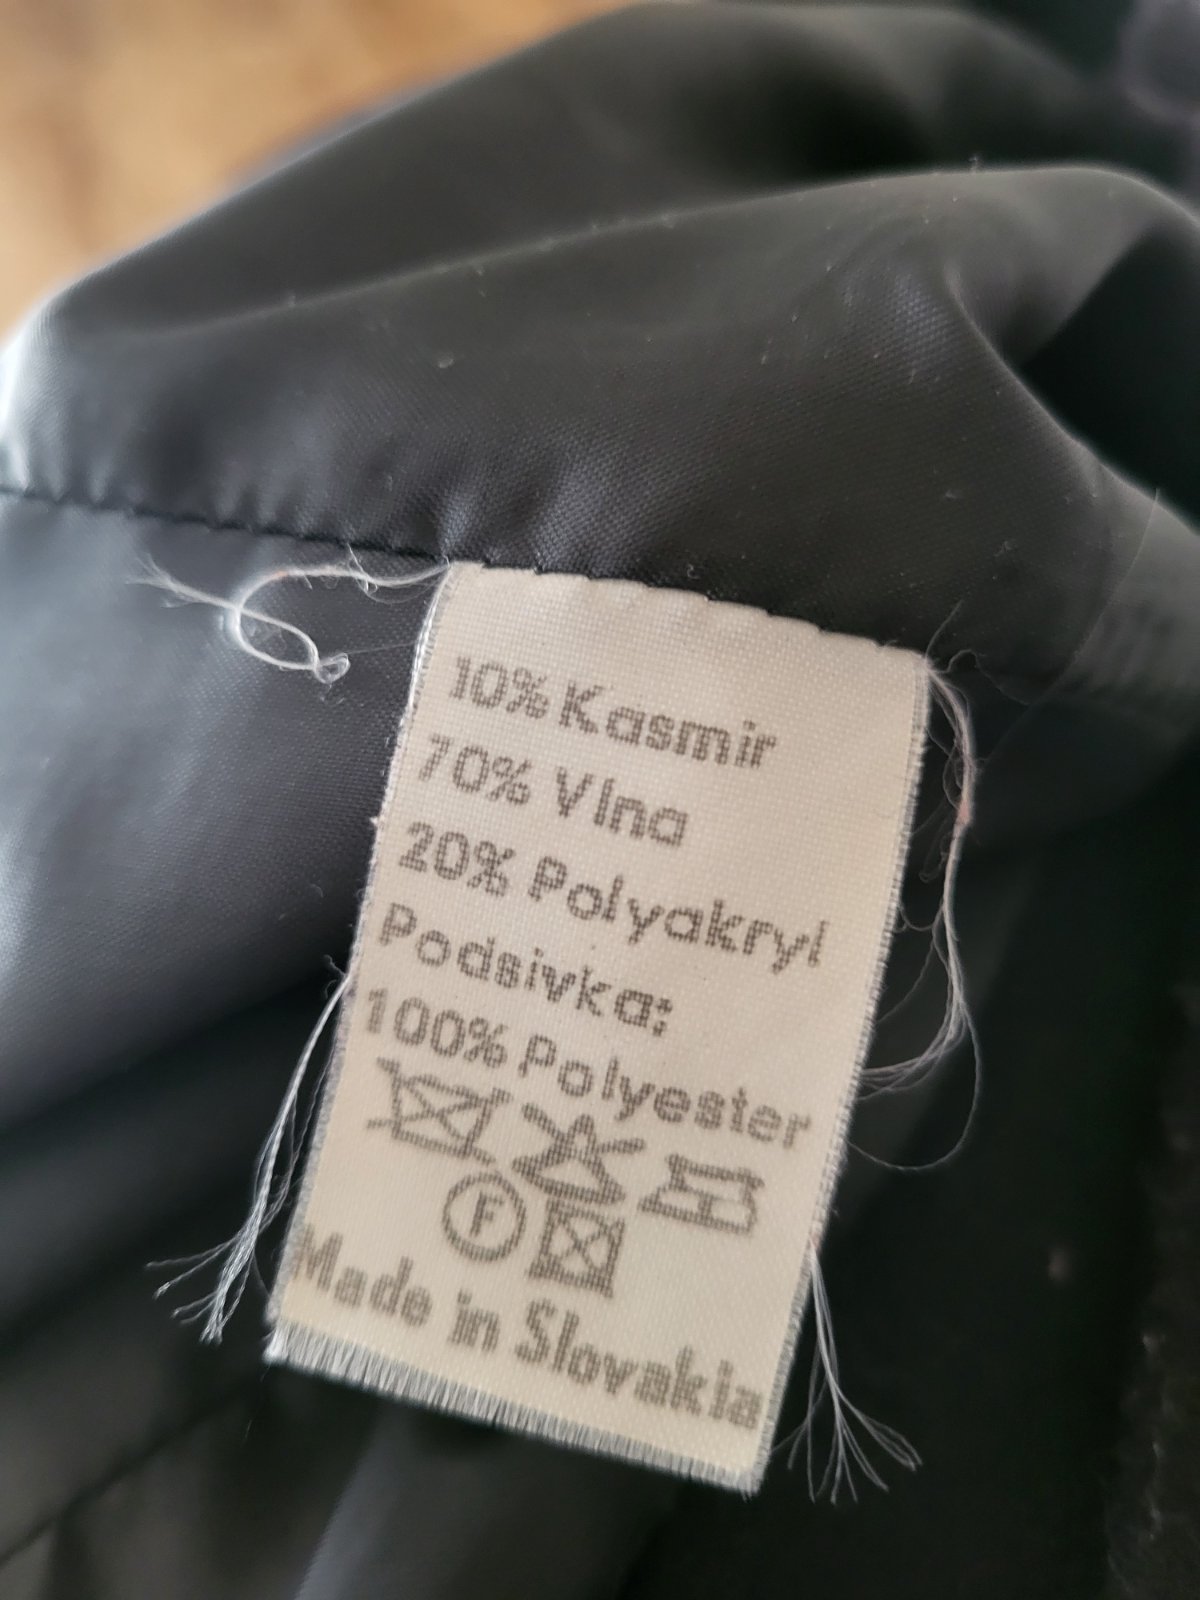 10% Kasmir
70% Vlna
20% Polyakryl
Podsivka:
100% Polyester
F
Made in Slovakia